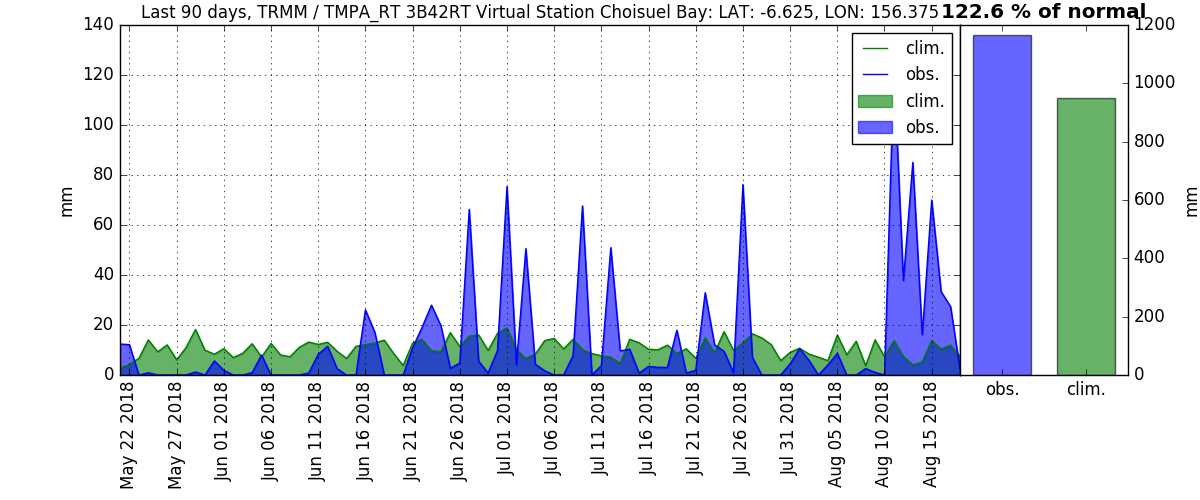 Last 90 days, TRMM / TMPA_RT 3B42RT Virtual Station Choisuel Bay: LAT: -6.625, LON: 156.375
122.6 % of normal
140
120
100
80
60
40
20
0
mm
clim.
obs.
clim.
obs.
1200
1000
800
600
400
200
0
mm
May 22 2018
May 27 2018
Jun 01 2018
Jun 06 2018
Jun 11 2018
Jun 16 2018
Jun 21 2018
Jun 26 2018
Jul 01 2018
Jul 06 2018
Jul 11 2018
Jul 16 2018
Jul 21 2018
Jul 26 2018
Jul 31 2018
Aug 05 2018
Aug 10 2018
Aug 15 2018
obs.
clim.